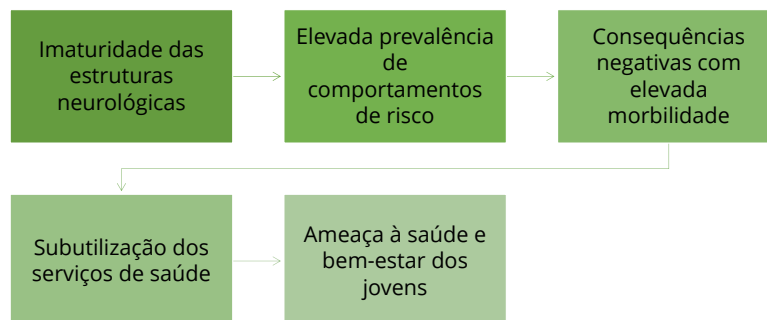 Imaturidade das
estruturas
neurológicas
Elevada prevalência
de
comportamentos
de risco
Consequências
negativas com
elevada
morbilidade
Subutilização dos
serviços de saúde
Ameaça à saúde e
bem-estar dos
jovens